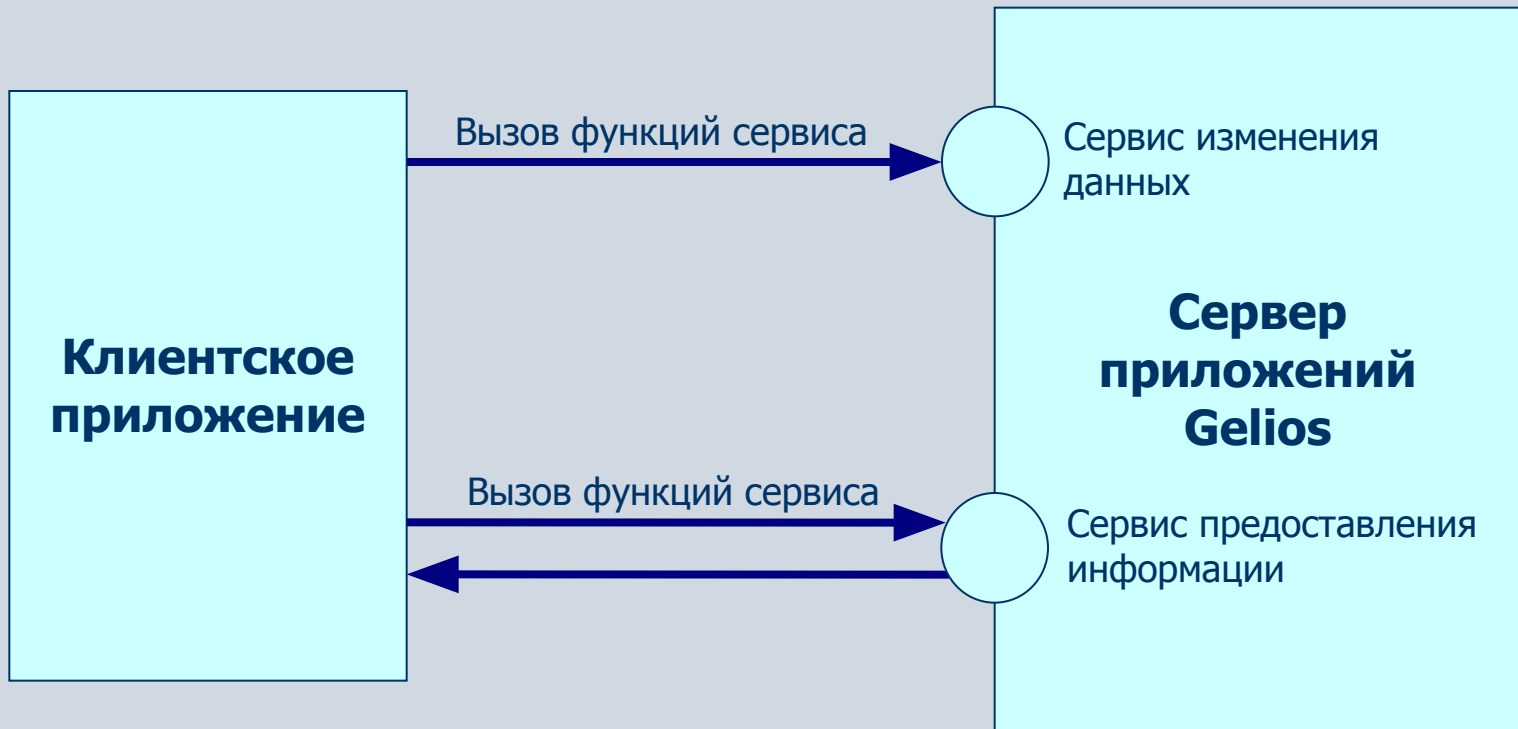 Вызов функций сервиса
Сервис изменения
данных
Клиентское
приложение
Сервер
приложений
Gelios
Вызов функций сервиса
Сервис предоставления
информации